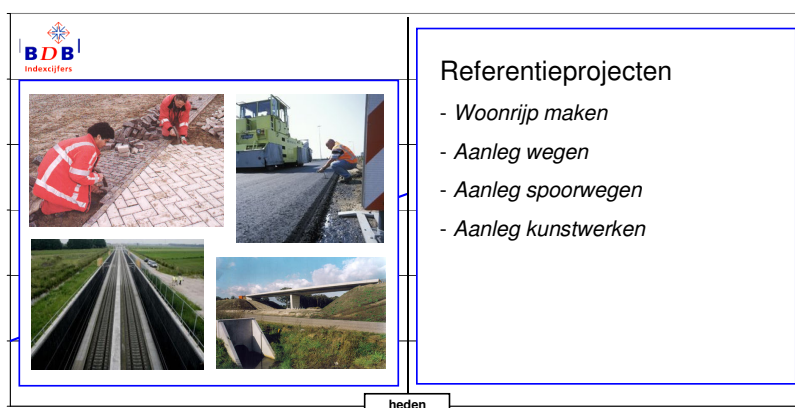 BDB
Indexcijfers
Referentieprojecten
- Woonrijp maken
- Aanleg wegen
- Aanleg spoorwegen
- Aanleg kunstwerken
heden